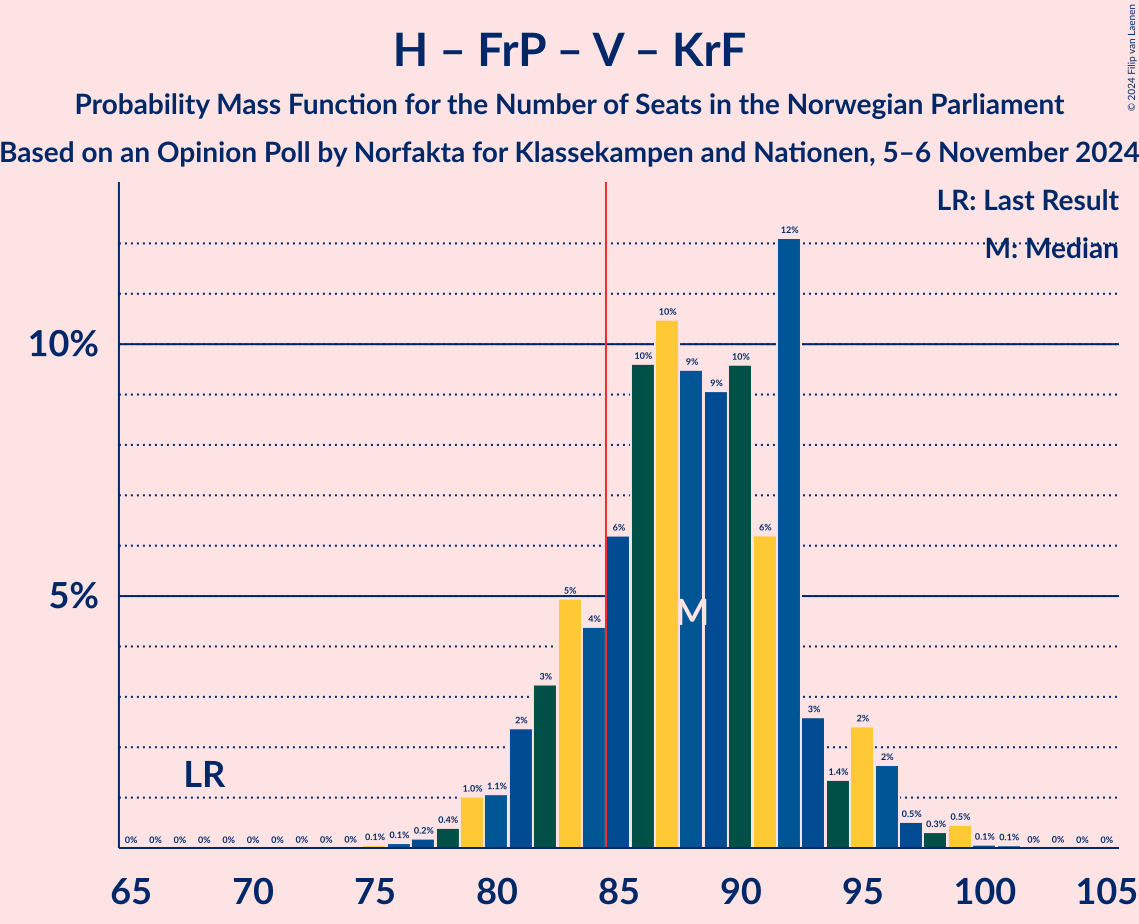 H – FrP – V – KrF
Probability Mass Function for the Number of Seats in the Norwegian Parliament
Based on an Opinion Poll by Norfakta for Klassekampen and Nationen, 5–6 November 2024
© 2024 Filip van Laenen
LR: Last Result
M: Median
10%
5%
0% 0% 0% 0% 0% 0% 0% 0% 0% 0% 0.1% 0.1% 0.2% 0.4% 1.0% 1.1% 2% 3% 5% 4% 6% 10% 10% 9% 9% 10% 6% 12% 3% 1.4% 2% 2% 0.5% 0.3% 0.5% 0.1% 0.1% 0% 0% 0% 0%
M
LR
65 70 75 80 85 90 95 100 105